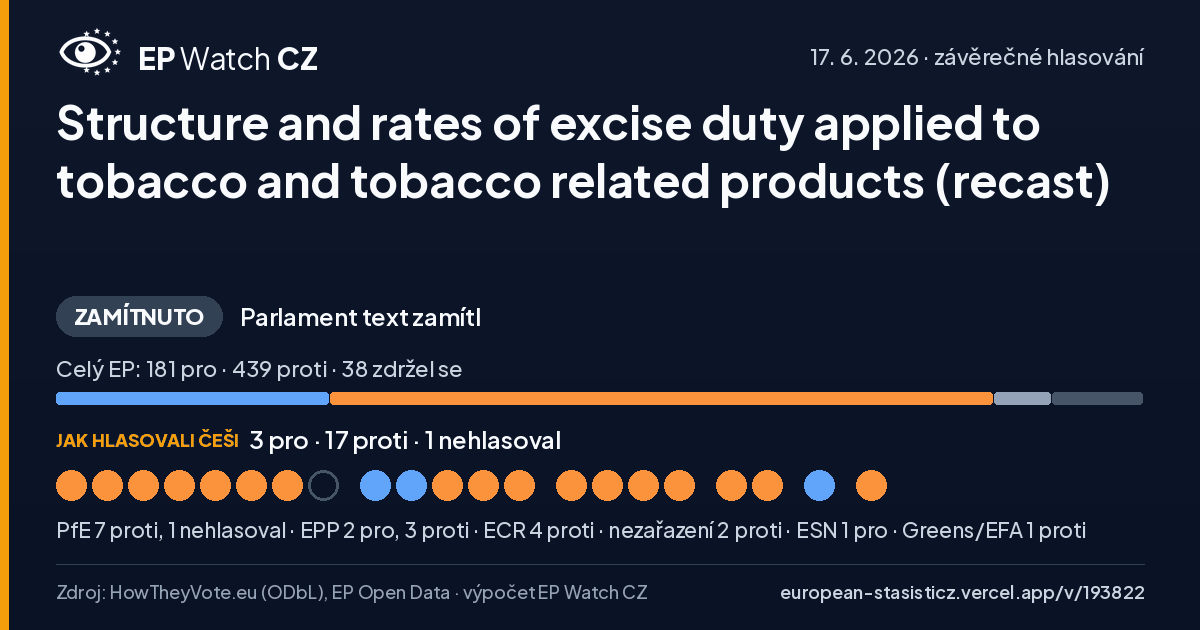 EP Watch CZ
17. 6. 2026 · závěrečné hlasování
Structure and rates of excise duty applied to
tobacco and tobacco related products (recast)
ZAMÍTNUTO Parlament text zamítl
Celý EP: 181 pro · 439 proti · 38 zdržel se
JAK HLASOVALI ČEŠI 3 pro · 17 proti · 1 nehlasoval
PfE 7 proti, 1 nehlasoval · EPP 2 pro, 3 proti · ECR 4 proti · nezařazení 2 proti · ESN 1 pro · Greens/EFA 1 proti
Zdroj: HowTheyVote.eu (ODbL), EP Open Data · výpočet EP Watch CZ
european-stasisticz.vercel.app/v/193822